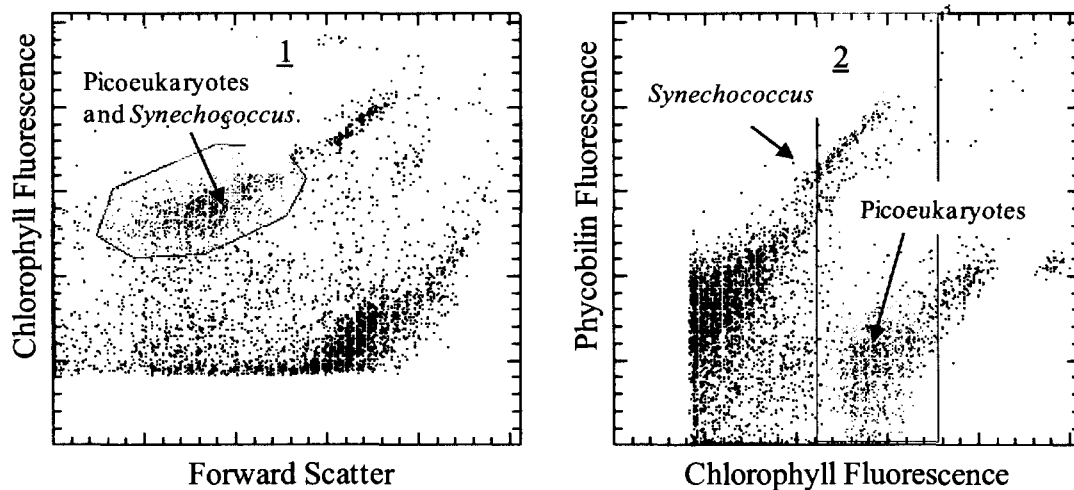 1
Picoeukaryotes
and Synechococcus.
Chlorophyll Fluorescence
Forward Scatter
2
Synechococcus
Picoeukaryotes
Phycobilin Fluorescence
Chlorophyll Fluorescence